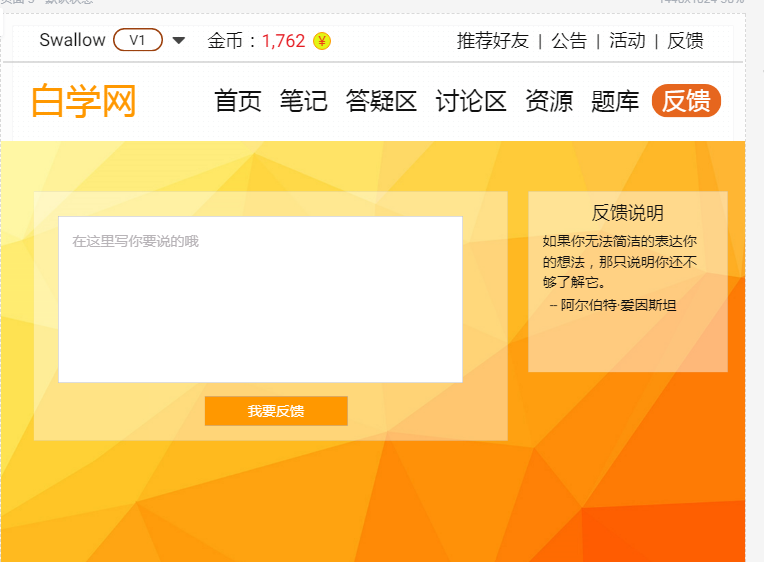 Swallow V1 金币：1,762 ¥ 推荐好友 | 公告 | 活动 | 反馈
白学网 首页 笔记 答疑区 讨论区 资源 题库 反馈
在这里写你要说的哦
我要反馈
反馈说明
如果你无法简洁的表达你
的想法，那只说明你还不
够了解它。
-- 阿尔伯特·爱因斯坦